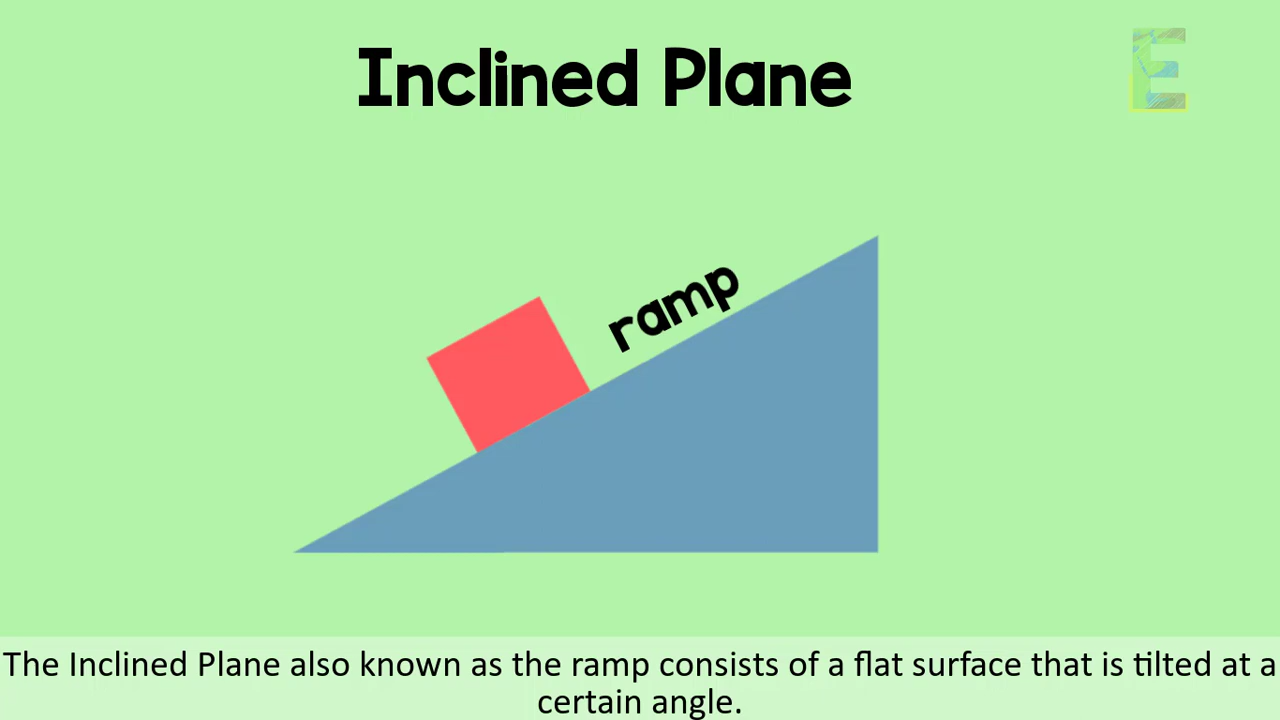 Inclined Plane
E
ramp
The Inclined Plane also known as the ramp consists of a flat surface that is tilted at a
certain angle.